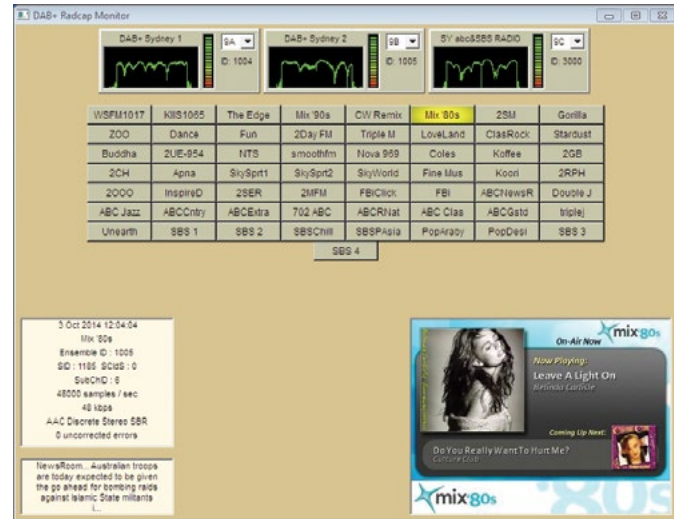 DAB+ Radcap Monitor
DAB+ Sydney 1 9A DAB+ Sydney 2 9B SY abc&SBS RADIO 9C
ID: 1004 ID: 1005 ID: 3000
WSFM1017 KIIS1065 The Edge Mix '90s CW Remix Mix '80s 2SM Gorilla
ZOO Dance Fun 2Day FM Triple M LoveLand ClasRock Stardust
Buddha 2UE-954 NTS smoothfm Nova 969 Coles Koffee 2GB
2CH Apna SkySprt1 SkySprt2 SkyWorld Fine Mus Koori 2RPH
2000 InspireD 2SER 2MFM FBiClick FBi ABCNewsR Double J
ABC Jazz ABCCntry ABCExtra 702 ABC ABCRNat ABC Clas ABCGstd triplej
Unearth SBS 1 SBS 2 SBSChill SBSPAsia PopAraby PopDesi SBS 3
SBS 4
3 Oct 2014 12:04:04
Mix '80s
Ensemble ID : 1005
SID : 1185 SCIdS : 0
SubChID : 6
48000 samples / sec
48 kbps
AAC Discrete Stereo SBR
0 uncorrected errors
NewsRoom... Australian troops
are today expected to be given
the go ahead for bombing raids
against Islamic State militants
i...
On-Air Now mix80s
Now Playing:
Leave A Light On
Belinda Carlisle
Coming Up Next:
Do You Really Want To Hurt Me?
Culture Club
mix80s
'80s